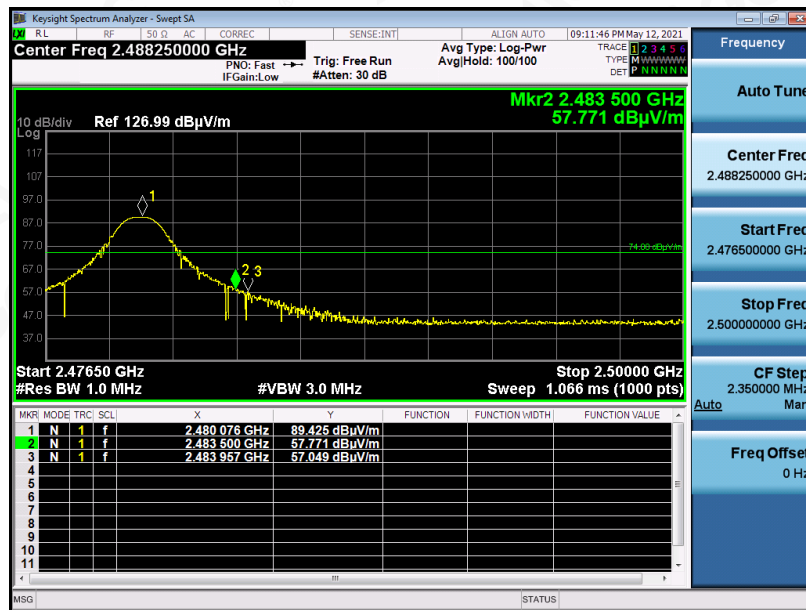 Keysight Spectrum Analyzer - Swept SA
LXI RL RF 50 Ω AC CORREC SENSE:INT ALIGN AUTO 09:11:46 PM May 12, 2021
Center Freq 2.488250000 GHz
PNO: Fast
IFGain:Low
Trig: Free Run
#Atten: 30 dB
Avg Type: Log-Pwr
Avg|Hold: 100/100
TRACE 1 2 3 4 5 6
TYPE M W W W W W
DET P N N N N N
Mkr2 2.483 500 GHz
57.771 dBµV/m
10 dB/div Ref 126.99 dBµV/m
Log
117
107
97.0
87.0
77.0
67.0
57.0
47.0
37.0
1
2 3
74.00 dBµV/m
Start 2.47650 GHz Stop 2.50000 GHz
#Res BW 1.0 MHz #VBW 3.0 MHz Sweep 1.066 ms (1000 pts)
MKR MODE TRC SCL X Y FUNCTION FUNCTION WIDTH FUNCTION VALUE
1 N 1 f 2.480 076 GHz 89.425 dBµV/m
2 N 1 f 2.483 500 GHz 57.771 dBµV/m
3 N 1 f 2.483 957 GHz 57.049 dBµV/m
4
5
6
7
8
9
10
11
MSG STATUS
Frequency
Auto Tune
Center Freq
2.488250000 GHz
Start Freq
2.476500000 GHz
Stop Freq
2.500000000 GHz
CF Step
2.350000 MHz
Auto Man
Freq Offset
0 Hz